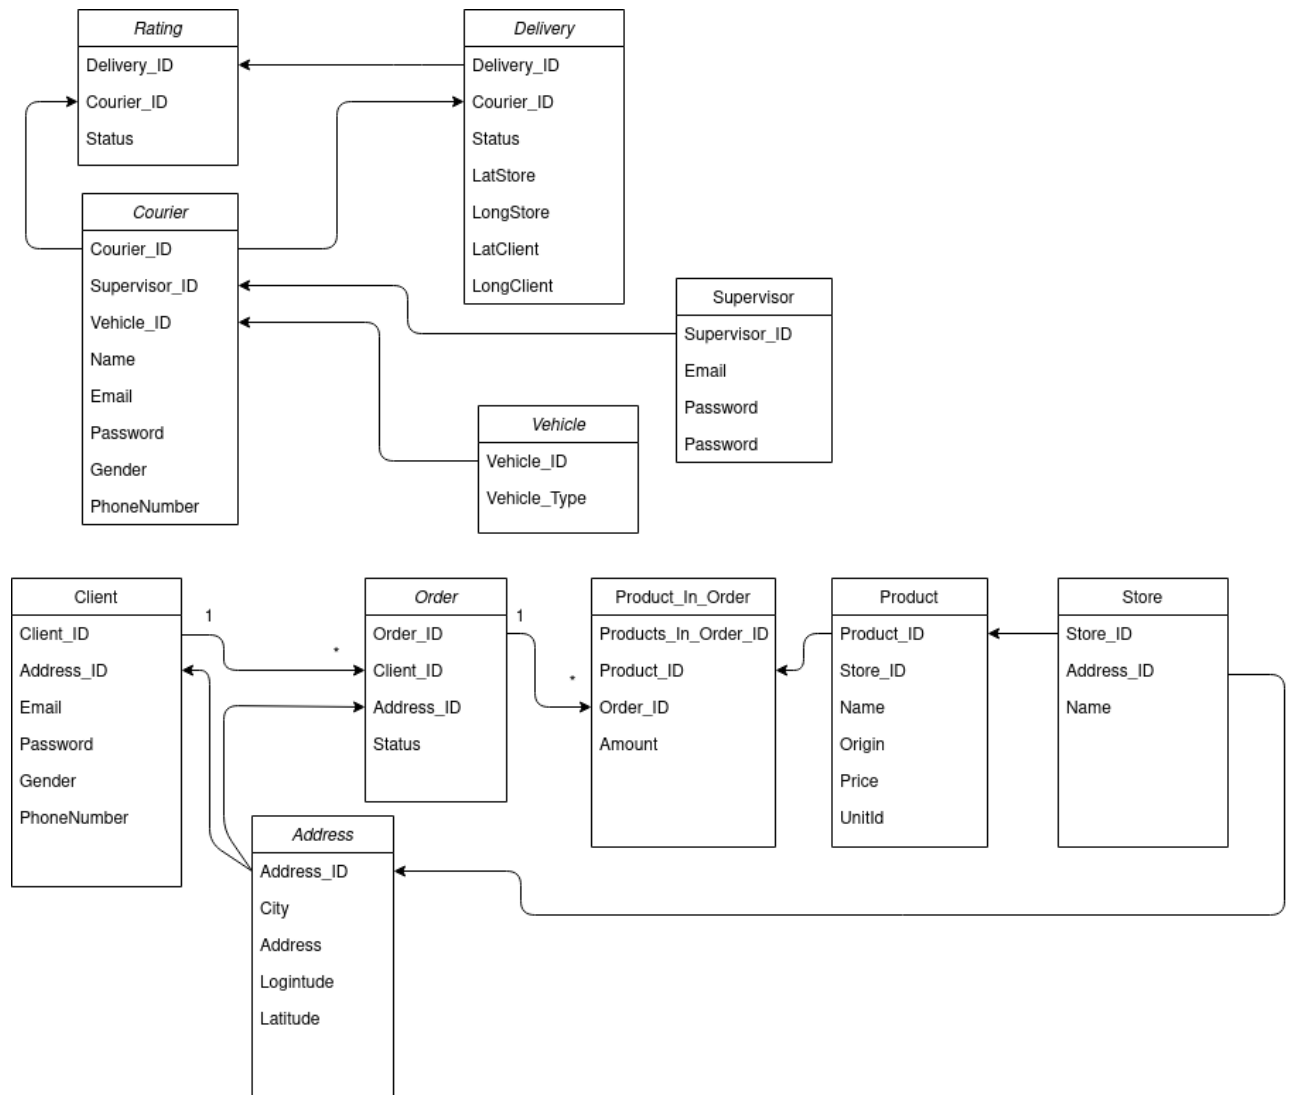 Rating
Delivery_ID
Courier_ID
Status
Delivery
Delivery_ID
Courier_ID
Status
LatStore
LongStore
LatClient
LongClient
Courier
Courier_ID
Supervisor_ID
Vehicle_ID
Name
Email
Password
Gender
PhoneNumber
Supervisor
Supervisor_ID
Email
Password
Password
Vehicle
Vehicle_ID
Vehicle_Type
Client
Client_ID
Address_ID
Email
Password
Gender
PhoneNumber
1
*
Order
Order_ID
Client_ID
Address_ID
Status
1
*
Product_In_Order
Products_In_Order_ID
Product_ID
Order_ID
Amount
Product
Product_ID
Store_ID
Name
Origin
Price
UnitId
Store
Store_ID
Address_ID
Name
Address
Address_ID
City
Address
Logintude
Latitude